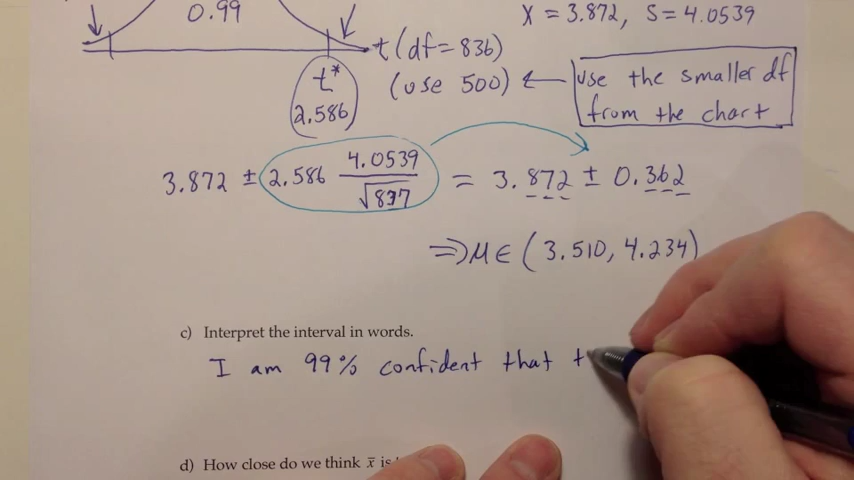 0.99
X = 3.872, S = 4.0539
t (df = 836)
t*
2.586
(use 500)
use the smaller df
from the chart
3.872 ± 2.586 4.0539/√837 = 3.872 ± 0.362
⇒ μ ∈ (3.510, 4.234)
c) Interpret the interval in words.
I am 99% confident that t
d) How close do we think x̄ is